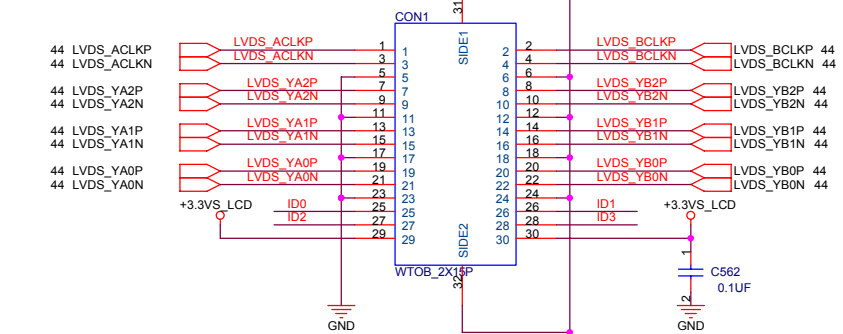 31
CON1
SIDE1
44 LVDS_ACLKP LVDS_ACLKP 1 1 2 2 LVDS_BCLKP LVDS_BCLKP 44
44 LVDS_ACLKN LVDS_ACLKN 3 3 4 4 LVDS_BCLKN LVDS_BCLKN 44
5 5 6 6
44 LVDS_YA2P LVDS_YA2P 7 7 8 8 LVDS_YB2P LVDS_YB2P 44
44 LVDS_YA2N LVDS_YA2N 9 9 10 10 LVDS_YB2N LVDS_YB2N 44
11 11 12 12
44 LVDS_YA1P LVDS_YA1P 13 13 14 14 LVDS_YB1P LVDS_YB1P 44
44 LVDS_YA1N LVDS_YA1N 15 15 16 16 LVDS_YB1N LVDS_YB1N 44
17 17 18 18
44 LVDS_YA0P LVDS_YA0P 19 19 20 20 LVDS_YB0P LVDS_YB0P 44
44 LVDS_YA0N LVDS_YA0N 21 21 22 22 LVDS_YB0N LVDS_YB0N 44
23 23 24 24
+3.3VS_LCD ID0 25 25 26 26 ID1 +3.3VS_LCD
ID2 27 27 28 28 ID3
29 29 30 30
SIDE2
WTOB_2X15P
32
1
C562
0.1UF
2
GND
GND